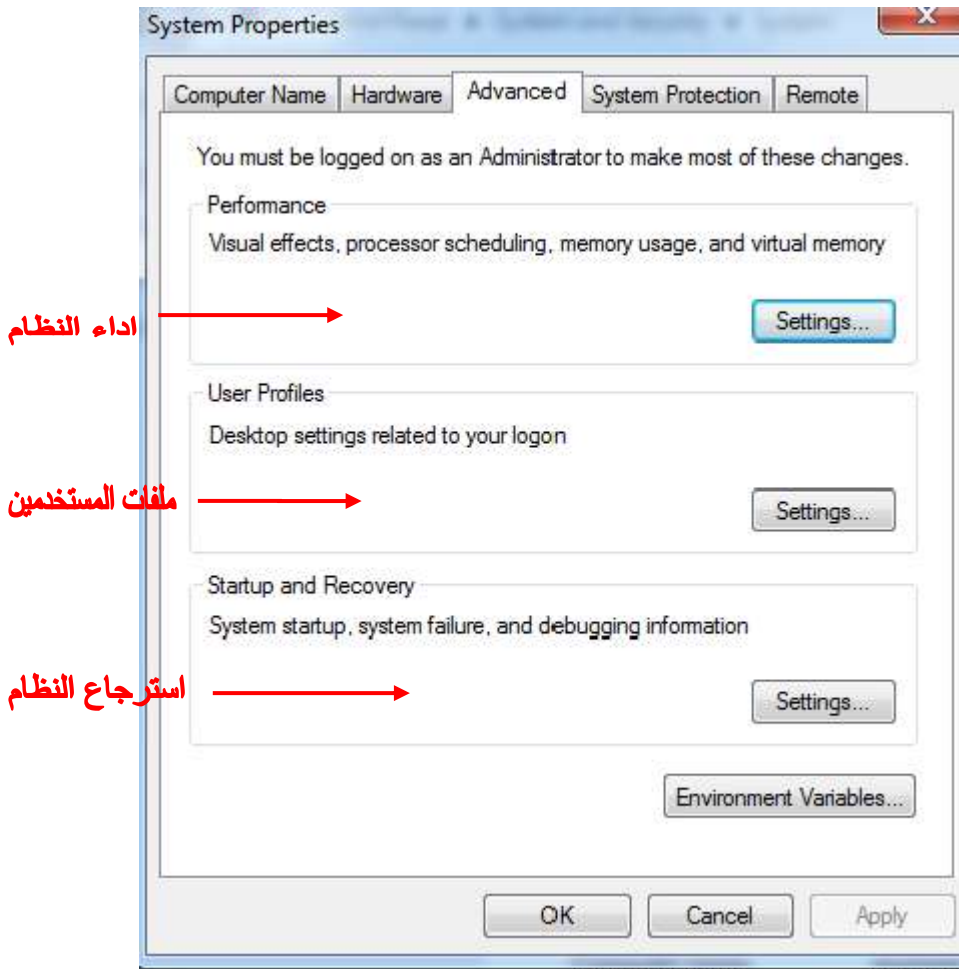 System Properties
Computer Name Hardware Advanced System Protection Remote
You must be logged on as an Administrator to make most of these changes.
Performance
Visual effects, processor scheduling, memory usage, and virtual memory
اداء النظام
Settings...
User Profiles
Desktop settings related to your logon
ملفات المستخدمين
Settings...
Startup and Recovery
System startup, system failure, and debugging information
استرجاع النظام
Settings...
Environment Variables...
OK Cancel Apply